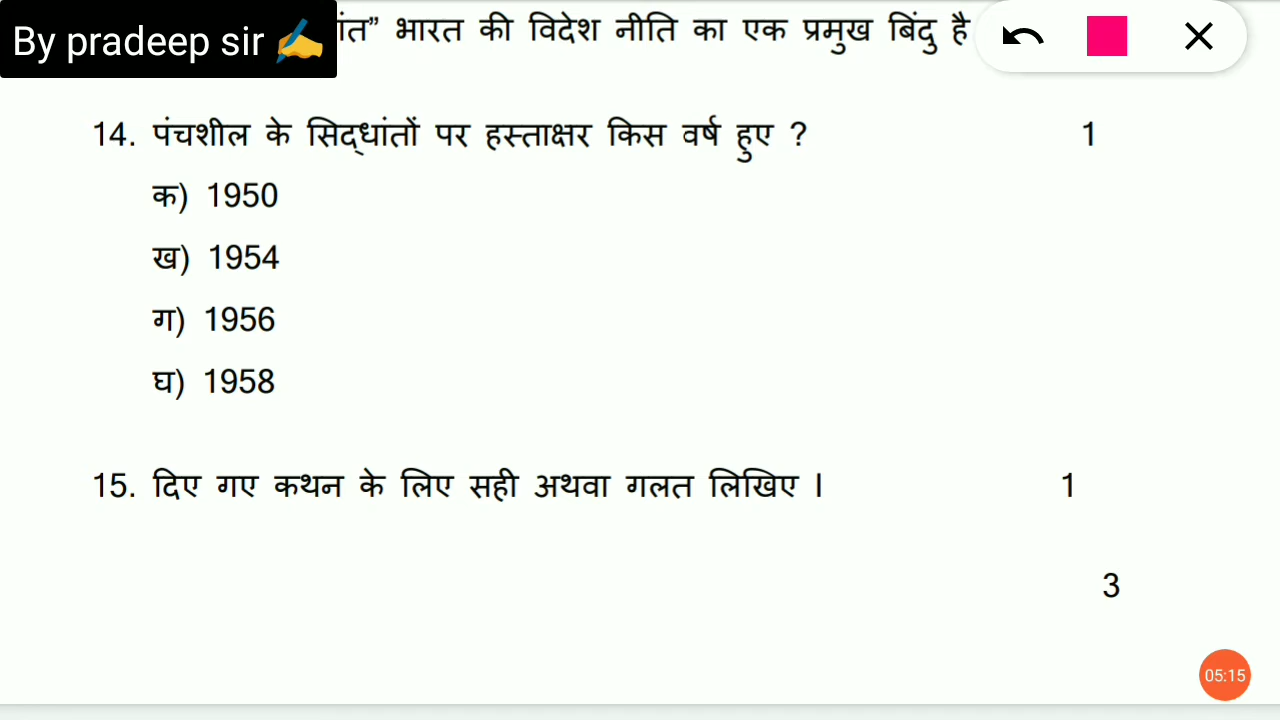 By pradeep sir ✍️
भारत की विदेश नीति का एक प्रमुख बिंदु है
14. पंचशील के सिद्धांतों पर हस्ताक्षर किस वर्ष हुए ? 1
क) 1950
ख) 1954
ग) 1956
घ) 1958
15. दिए गए कथन के लिए सही अथवा गलत लिखिए । 1
3
05:15